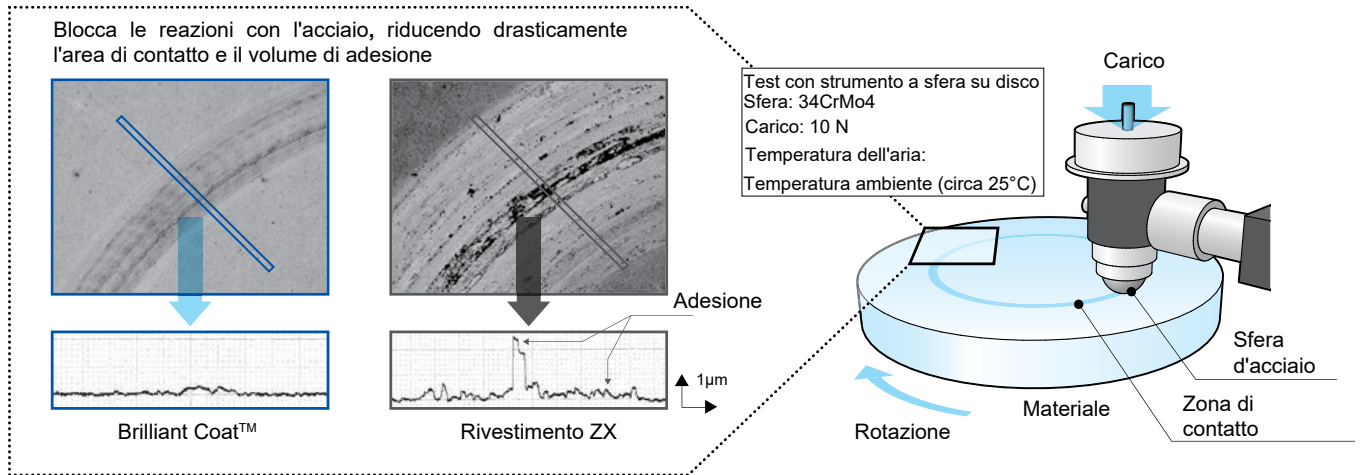 Blocca le reazioni con l'acciaio, riducendo drasticamente
l'area di contatto e il volume di adesione
Adesione
1µm
Brilliant Coat™
Rivestimento ZX
Test con strumento a sfera su disco
Sfera: 34CrMo4
Carico: 10 N
Temperatura dell'aria:
Temperatura ambiente (circa 25°C)
Carico
Sfera
d'acciaio
Zona di
contatto
Materiale
Rotazione